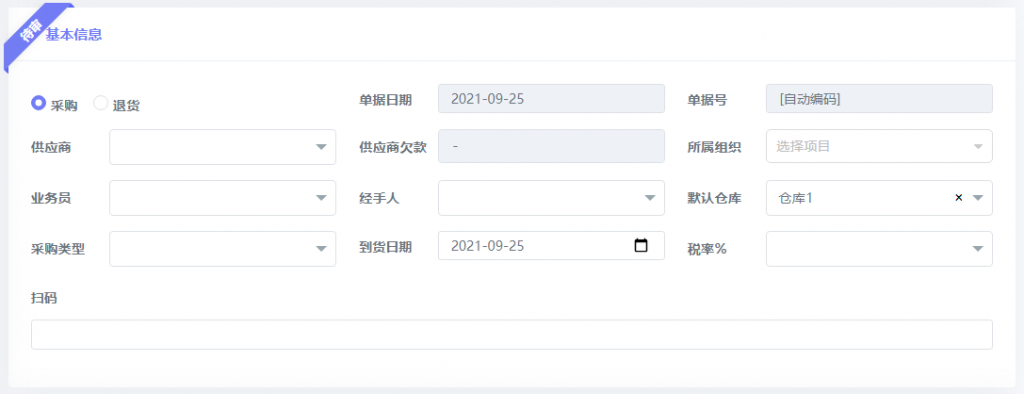 待审
基本信息
采购 退货 单据日期 2021-09-25 单据号 [自动编码]
供应商 供应商欠款 - 所属组织 选择项目
业务员 经手人 默认仓库 仓库1 ×
采购类型 到货日期 2021-09-25 税率%
扫码